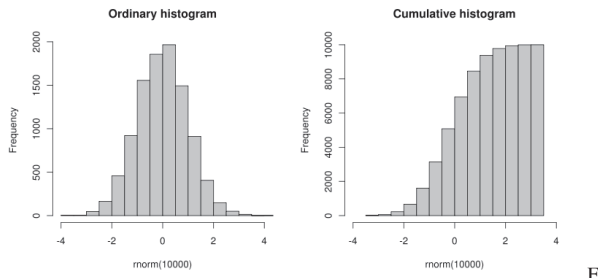 Ordinary histogram
Frequency
2000
1500
1000
500
0
-4 -2 0 2 4
rnorm(10000)
Cumulative histogram
Frequency
10000
8000
6000
4000
2000
0
-4 -2 0 2 4
rnorm(10000)